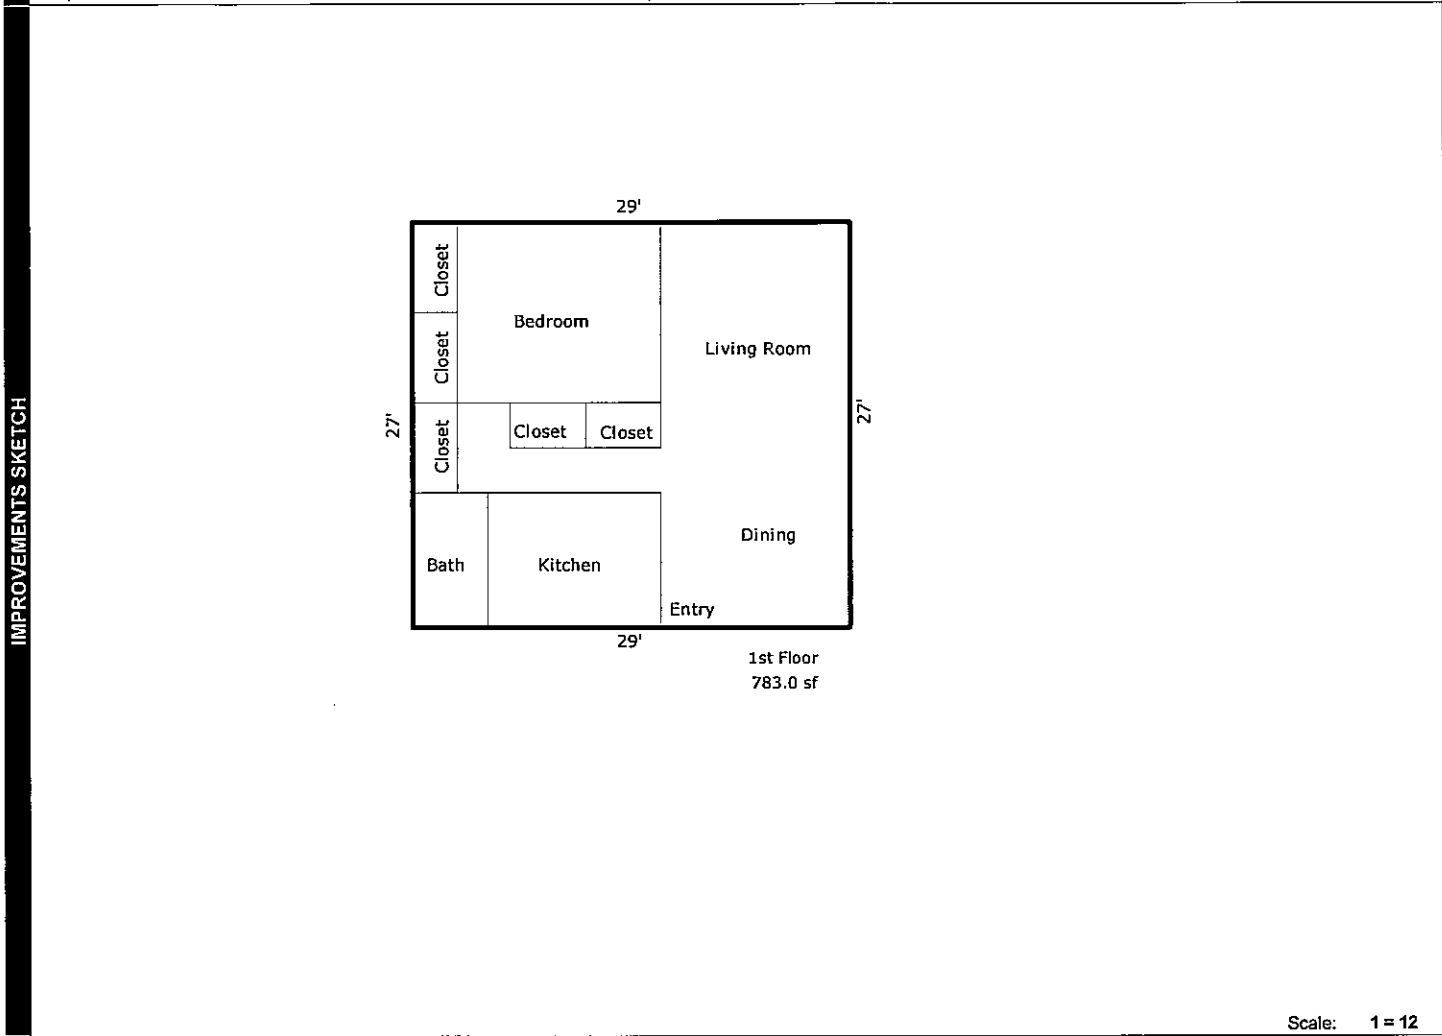 IMPROVEMENTS SKETCH
29'
Closet
Bedroom
Closet
Living Room
27'
27'
Closet
Closet
Closet
Dining
Bath
Kitchen
Entry
29'
1st Floor
783.0 sf
Scale: 1 = 12